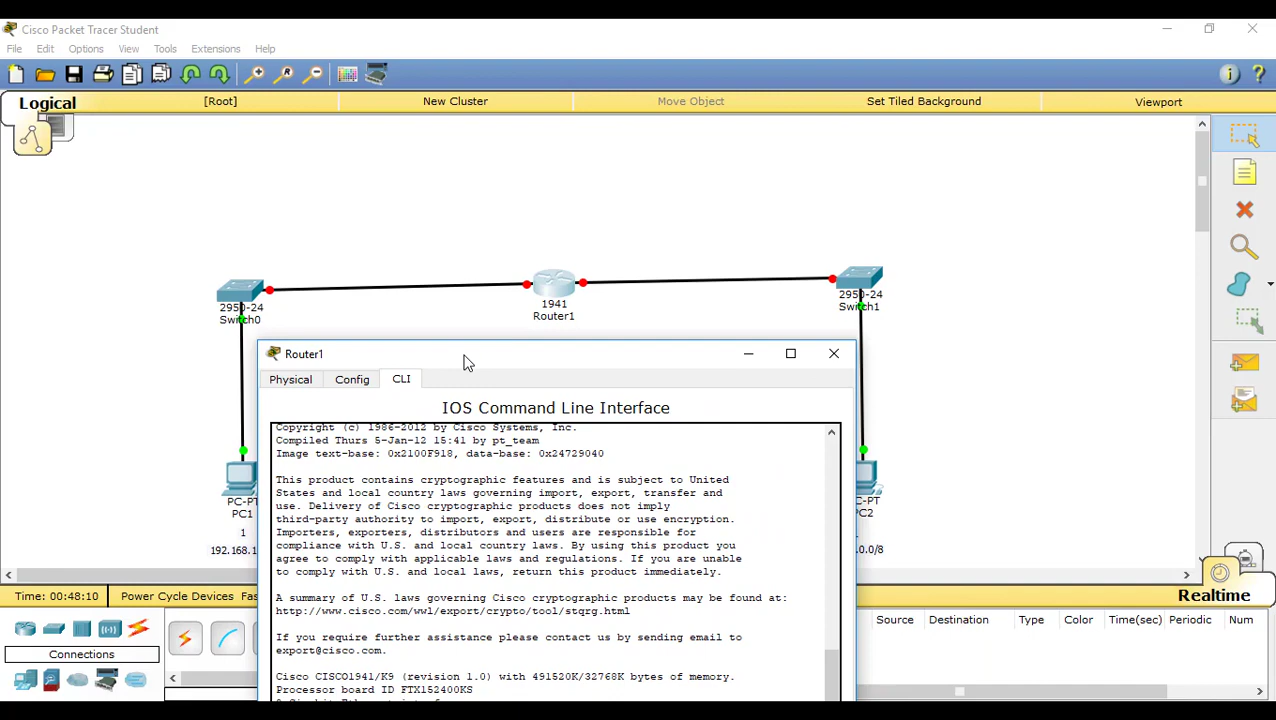 Cisco Packet Tracer Student
File Edit Options View Tools Extensions Help
Logical [Root] New Cluster Move Object Set Tiled Background Viewport
2950-24
Switch0
1941
Router1
2950-24
Switch1
Router1
Physical Config CLI
IOS Command Line Interface
Copyright (c) 1986-2012 by Cisco Systems, Inc.
Compiled Thurs 5-Jan-12 15:41 by pt_team
Image text-base: 0x2100F918, data-base: 0x24729040
This product contains cryptographic features and is subject to United
States and local country laws governing import, export, transfer and
use. Delivery of Cisco cryptographic products does not imply
third-party authority to import, export, distribute or use encryption.
Importers, exporters, distributors and users are responsible for
compliance with U.S. and local country laws. By using this product you
agree to comply with applicable laws and regulations. If you are unable
to comply with U.S. and local laws, return this product immediately.
A summary of U.S. laws governing Cisco cryptographic products may be found at:
http://www.cisco.com/wwl/export/crypto/tool/stqrg.html
If you require further assistance please contact us by sending email to
export@cisco.com.
Cisco CISCO1941/K9 (revision 1.0) with 491520K/32768K bytes of memory.
Processor board ID FTX152400KS
PC-PT
PC1
1
192.168.1
C-PT
PC2
.0.0/8
Time: 00:48:10 Power Cycle Devices Fas
Realtime
Connections
Source Destination Type Color Time(sec) Periodic Num